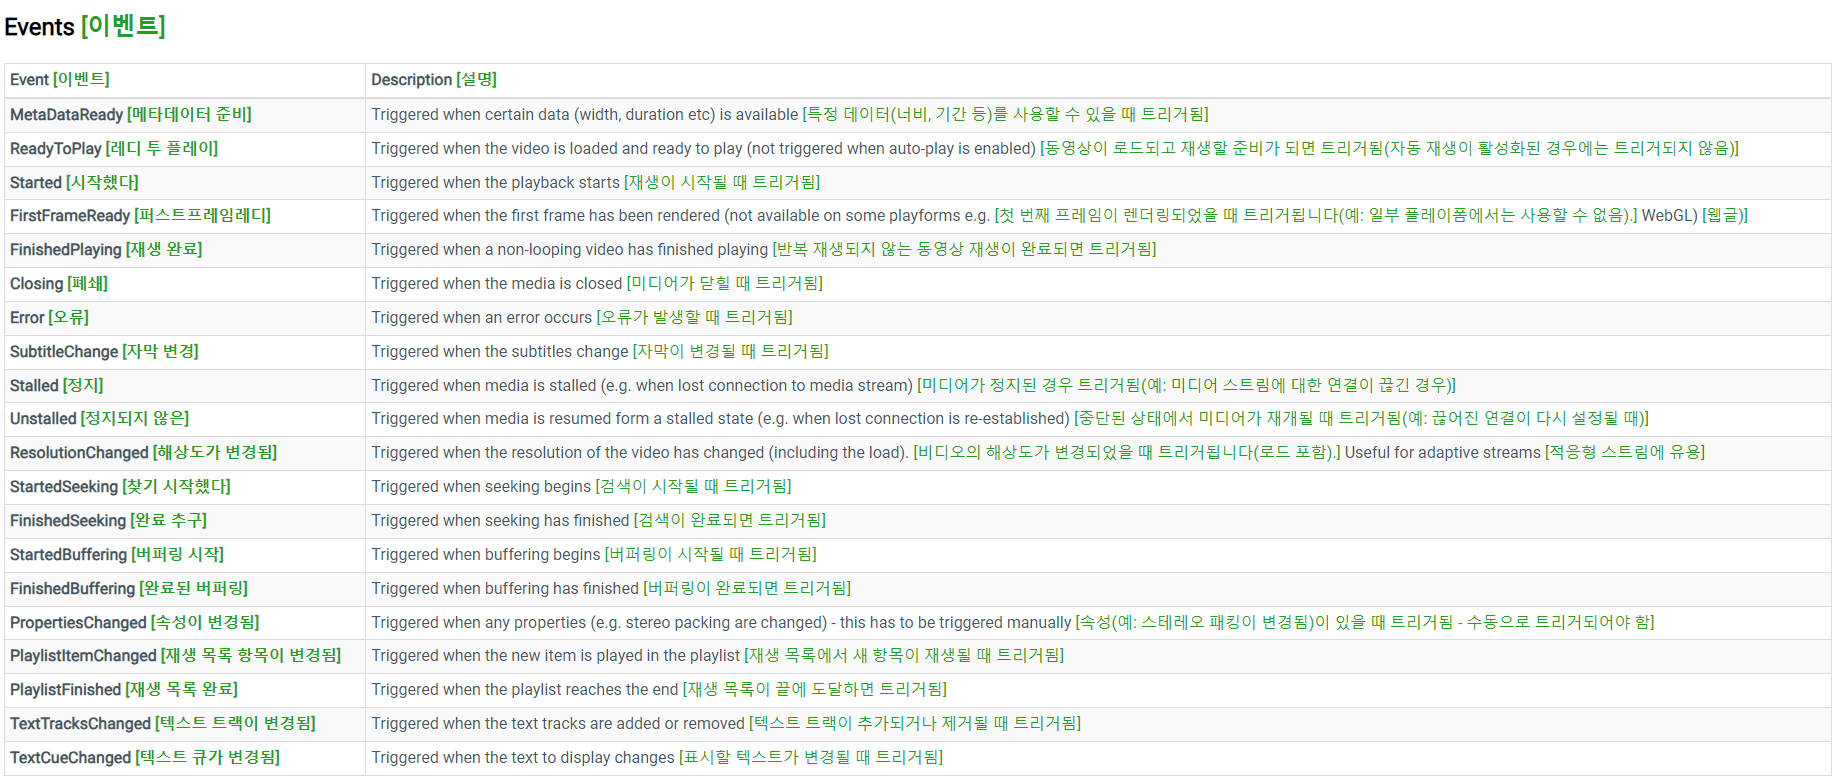 Events [이벤트]
Event [이벤트] Description [설명]
MetaDataReady [메타데이터 준비] Triggered when certain data (width, duration etc) is available [특정 데이터(너비, 기간 등)를 사용할 수 있을 때 트리거됨]
ReadyToPlay [레디 투 플레이] Triggered when the video is loaded and ready to play (not triggered when auto-play is enabled) [동영상이 로드되고 재생할 준비가 되면 트리거됨(자동 재생이 활성화된 경우에는 트리거되지 않음)]
Started [시작했다] Triggered when the playback starts [재생이 시작될 때 트리거됨]
FirstFrameReady [퍼스트프레임레디] Triggered when the first frame has been rendered (not available on some playforms e.g. [첫 번째 프레임이 렌더링되었을 때 트리거됩니다(예: 일부 플레이폼에서는 사용할 수 없음).] WebGL) [웹글)]
FinishedPlaying [재생 완료] Triggered when a non-looping video has finished playing [반복 재생되지 않는 동영상 재생이 완료되면 트리거됨]
Closing [폐쇄] Triggered when the media is closed [미디어가 닫힐 때 트리거됨]
Error [오류] Triggered when an error occurs [오류가 발생할 때 트리거됨]
SubtitleChange [자막 변경] Triggered when the subtitles change [자막이 변경될 때 트리거됨]
Stalled [정지] Triggered when media is stalled (e.g. when lost connection to media stream) [미디어가 정지된 경우 트리거됨(예: 미디어 스트림에 대한 연결이 끊긴 경우)]
Unstalled [정지되지 않은] Triggered when media is resumed form a stalled state (e.g. when lost connection is re-established) [중단된 상태에서 미디어가 재개될 때 트리거됨(예: 끊어진 연결이 다시 설정될 때)]
ResolutionChanged [해상도가 변경됨] Triggered when the resolution of the video has changed (including the load). [비디오의 해상도가 변경되었을 때 트리거됩니다(로드 포함).] Useful for adaptive streams [적응형 스트림에 유용]
StartedSeeking [찾기 시작했다] Triggered when seeking begins [검색이 시작될 때 트리거됨]
FinishedSeeking [완료 추구] Triggered when seeking has finished [검색이 완료되면 트리거됨]
StartedBuffering [버퍼링 시작] Triggered when buffering begins [버퍼링이 시작될 때 트리거됨]
FinishedBuffering [완료된 버퍼링] Triggered when buffering has finished [버퍼링이 완료되면 트리거됨]
PropertiesChanged [속성이 변경됨] Triggered when any properties (e.g. stereo packing are changed) - this has to be triggered manually [속성(예: 스테레오 패킹이 변경됨)이 있을 때 트리거됨 - 수동으로 트리거되어야 함]
PlaylistItemChanged [재생 목록 항목이 변경됨] Triggered when the new item is played in the playlist [재생 목록에서 새 항목이 재생될 때 트리거됨]
PlaylistFinished [재생 목록 완료] Triggered when the playlist reaches the end [재생 목록이 끝에 도달하면 트리거됨]
TextTracksChanged [텍스트 트랙이 변경됨] Triggered when the text tracks are added or removed [텍스트 트랙이 추가되거나 제거될 때 트리거됨]
TextCueChanged [텍스트 큐가 변경됨] Triggered when the text to display changes [표시할 텍스트가 변경될 때 트리거됨]